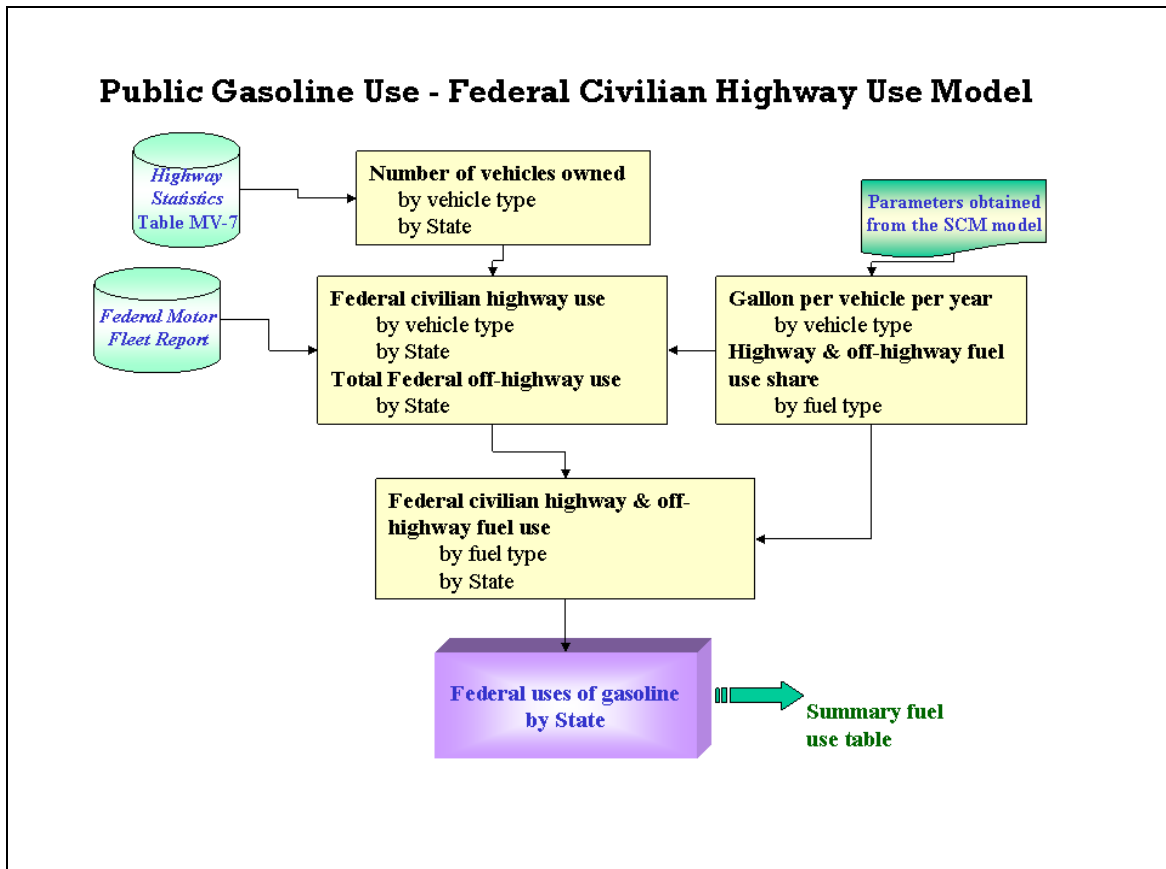 Public Gasoline Use - Federal Civilian Highway Use Model
Highway
Statistics
Table MV-7
Number of vehicles owned
by vehicle type
by State
Parameters obtained
from the SCM model
Federal Motor
Fleet Report
Federal civilian highway use
by vehicle type
by State
Total Federal off-highway use
by State
Gallon per vehicle per year
by vehicle type
Highway & off-highway fuel
use share
by fuel type
Federal civilian highway & off-
highway fuel use
by fuel type
by State
Federal uses of gasoline
by State
Summary fuel
use table